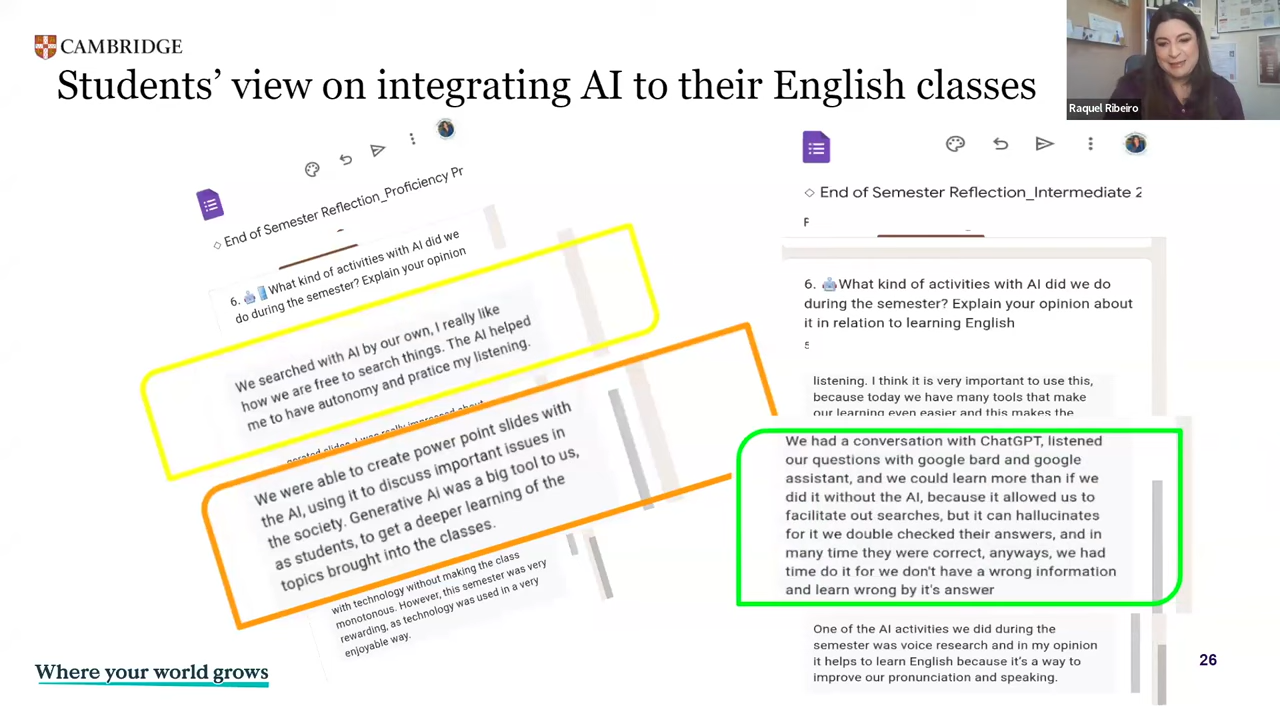 CAMBRIDGE
Students’ view on integrating AI to their English classes
Raquel Ribeiro
End of Semester Reflection_Proficiency Pr
6. What kind of activities with AI did we
do during the semester? Explain your opinion
We searched with AI by our own, I really like
how we are free to search things. The AI helped
me to have autonomy and pratice my listening.
We were able to create power point slides with
the AI, using it to discuss important issues in
the society. Generative AI was a big tool to us,
as students, to get a deeper learning of the
topics brought into the classes.
with technology without making the class
monotonous. However, this semester was very
rewarding, as technology was used in a very
enjoyable way.
End of Semester Reflection_Intermediate 2
6. What kind of activities with AI did we do
during the semester? Explain your opinion about
it in relation to learning English
listening. I think it is very important to use this,
because today we have many tools that make
our learning even easier and this makes the
We had a conversation with ChatGPT, listened
our questions with google bard and google
assistant, and we could learn more than if we
did it without the AI, because it allowed us to
facilitate out searches, but it can hallucinates
for it we double checked their answers, and in
many time they were correct, anyways, we had
time do it for we don't have a wrong information
and learn wrong by it's answer
One of the AI activities we did during the
semester was voice research and in my opinion
it helps to learn English because it's a way to
improve our pronunciation and speaking.
Where your world grows
26